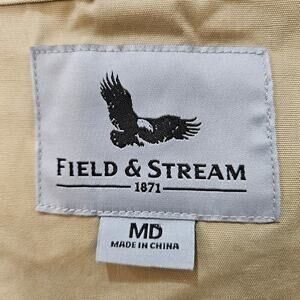 FIELD & STREAM
1871
MD
MADE IN CHINA